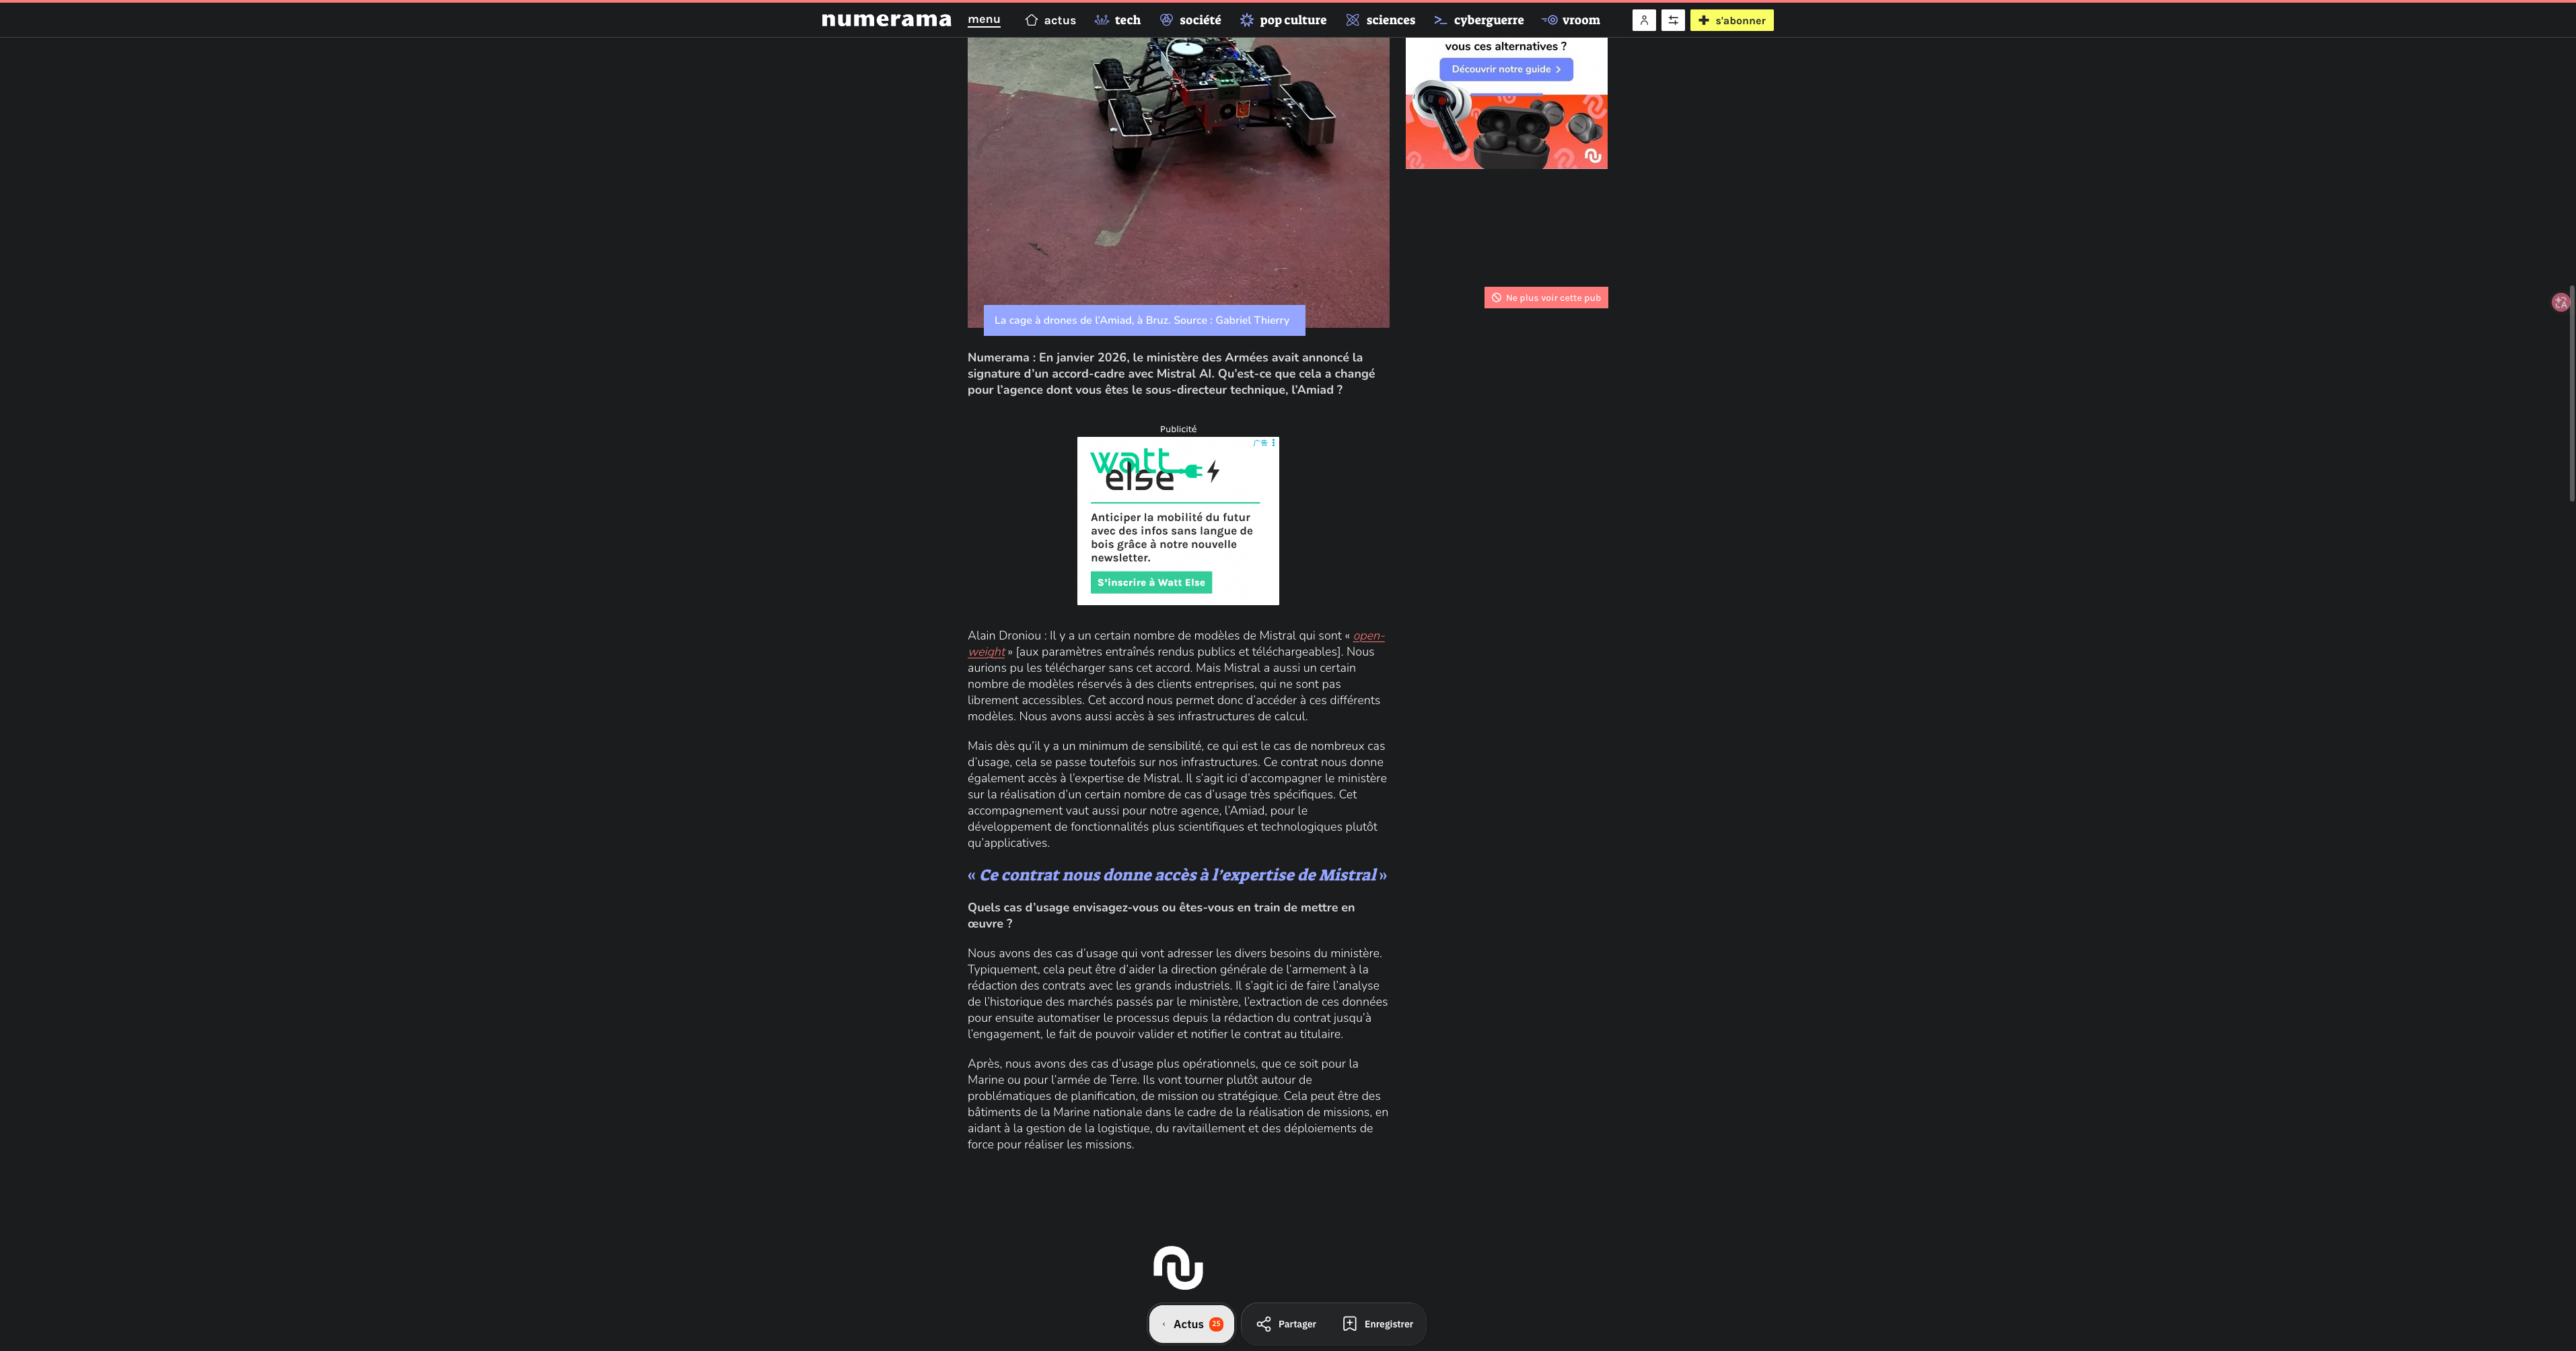 numerama
menu
actus
tech
société
pop culture
sciences
cyberguerre
vroom
s'abonner
vous ces alternatives ?
Découvrir notre guide
La cage à drones de l'Amiad, à Bruz. Source : Gabriel Thierry
Ne plus voir cette pub
Numerama : En janvier 2026, le ministère des Armées avait annoncé la
signature d'un accord-cadre avec Mistral AI. Qu'est-ce que cela a changé
pour l'agence dont vous êtes le sous-directeur technique, l'Amiad ?
Publicité
广告
watt
else
Anticiper la mobilité du futur
avec des infos sans langue de
bois grâce à notre nouvelle
newsletter.
S'inscrire à Watt Else
Alain Droniou : Il y a un certain nombre de modèles de Mistral qui sont « open-
weight » [aux paramètres entraînés rendus publics et téléchargeables]. Nous
aurions pu les télécharger sans cet accord. Mais Mistral a aussi un certain
nombre de modèles réservés à des clients entreprises, qui ne sont pas
librement accessibles. Cet accord nous permet donc d'accéder à ces différents
modèles. Nous avons aussi accès à ses infrastructures de calcul.
Mais dès qu'il y a un minimum de sensibilité, ce qui est le cas de nombreux cas
d'usage, cela se passe toutefois sur nos infrastructures. Ce contrat nous donne
également accès à l'expertise de Mistral. Il s'agit ici d'accompagner le ministère
sur la réalisation d'un certain nombre de cas d'usage très spécifiques. Cet
accompagnement vaut aussi pour notre agence, l'Amiad, pour le
développement de fonctionnalités plus scientifiques et technologiques plutôt
qu'applicatives.
« Ce contrat nous donne accès à l'expertise de Mistral »
Quels cas d'usage envisagez-vous ou êtes-vous en train de mettre en
œuvre ?
Nous avons des cas d'usage qui vont adresser les divers besoins du ministère.
Typiquement, cela peut être d'aider la direction générale de l'armement à la
rédaction des contrats avec les grands industriels. Il s'agit ici de faire l'analyse
de l'historique des marchés passés par le ministère, l'extraction de ces données
pour ensuite automatiser le processus depuis la rédaction du contrat jusqu'à
l'engagement, le fait de pouvoir valider et notifier le contrat au titulaire.
Après, nous avons des cas d'usage plus opérationnels, que ce soit pour la
Marine ou pour l'armée de Terre. Ils vont tourner plutôt autour de
problématiques de planification, de mission ou stratégique. Cela peut être des
bâtiments de la Marine nationale dans le cadre de la réalisation de missions, en
aidant à la gestion de la logistique, du ravitaillement et des déploiements de
force pour réaliser les missions.
Actus 25
Partager
Enregistrer